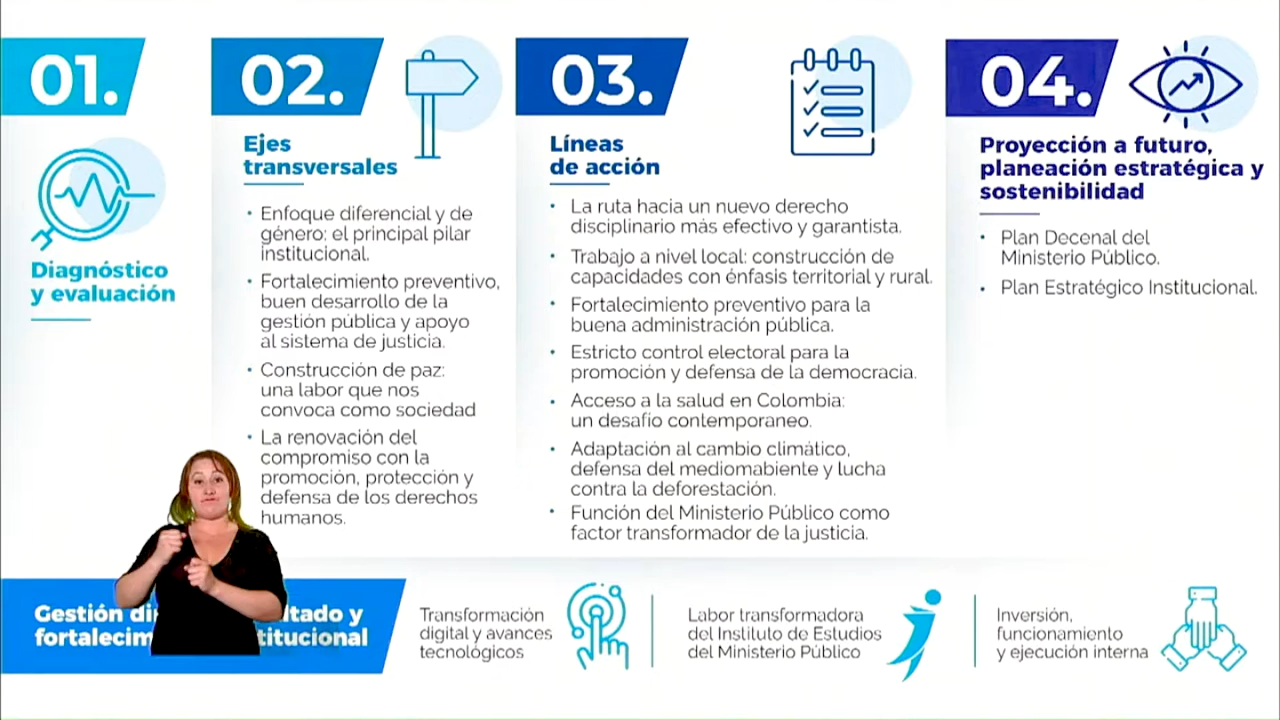 01.
Diagnóstico
y evaluación
02.
Ejes
transversales
• Enfoque diferencial y de
género: el principal pilar
institucional.
• Fortalecimiento preventivo,
buen desarrollo de la
gestión pública y apoyo
al sistema de justicia.
• Construcción de paz:
una labor que nos
convoca como sociedad
• La renovación del
compromiso con la
promoción, protección y
defensa de los derechos
humanos.
03.
Líneas
de acción
• La ruta hacia un nuevo derecho
disciplinario más efectivo y garantista.
• Trabajo a nivel local: construcción de
capacidades con énfasis territorial y rural.
• Fortalecimiento preventivo para la
buena administración pública.
• Estricto control electoral para la
promoción y defensa de la democracia.
• Acceso a la salud en Colombia:
un desafío contemporaneo.
• Adaptación al cambio climático,
defensa del mediomabiente y lucha
contra la deforestación.
• Función del Ministerio Público como
factor transformador de la justicia.
04.
Proyección a futuro,
planeación estratégica y
sostenibilidad
• Plan Decenal del
Ministerio Público.
• Plan Estratégico Institucional.
Gestión y
Transformación
digital y avances
tecnológicos
Labor transformadora
del Instituto de Estudios
del Ministerio Público
Inversión,
funcionamiento
y ejecución interna